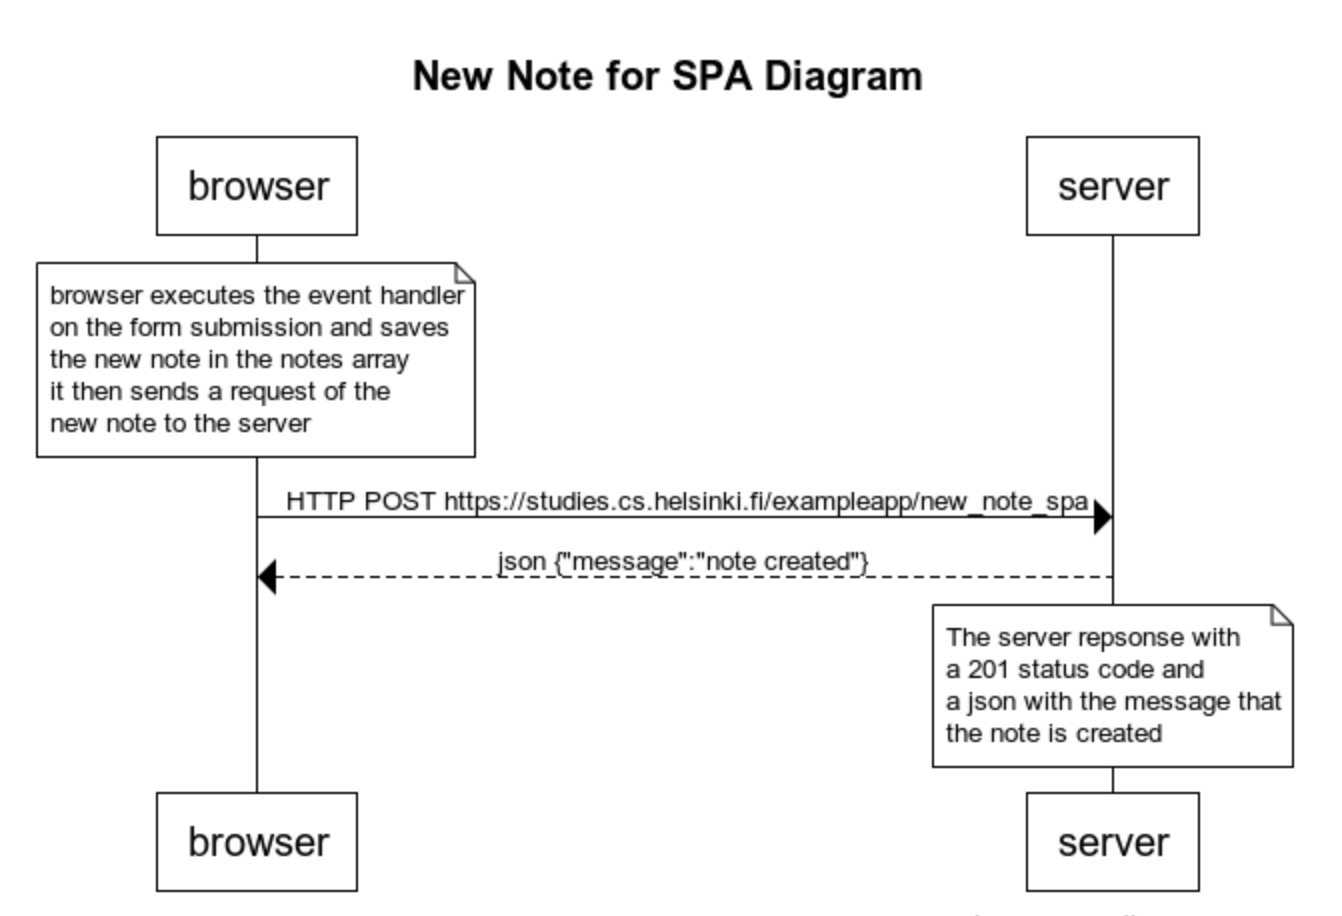 New Note for SPA Diagram
browser
server
browser executes the event handler
on the form submission and saves
the new note in the notes array
it then sends a request of the
new note to the server
HTTP POST https://studies.cs.helsinki.fi/exampleapp/new_note_spa
json {"message":"note created"}
The server repsonse with
a 201 status code and
a json with the message that
the note is created
browser
server